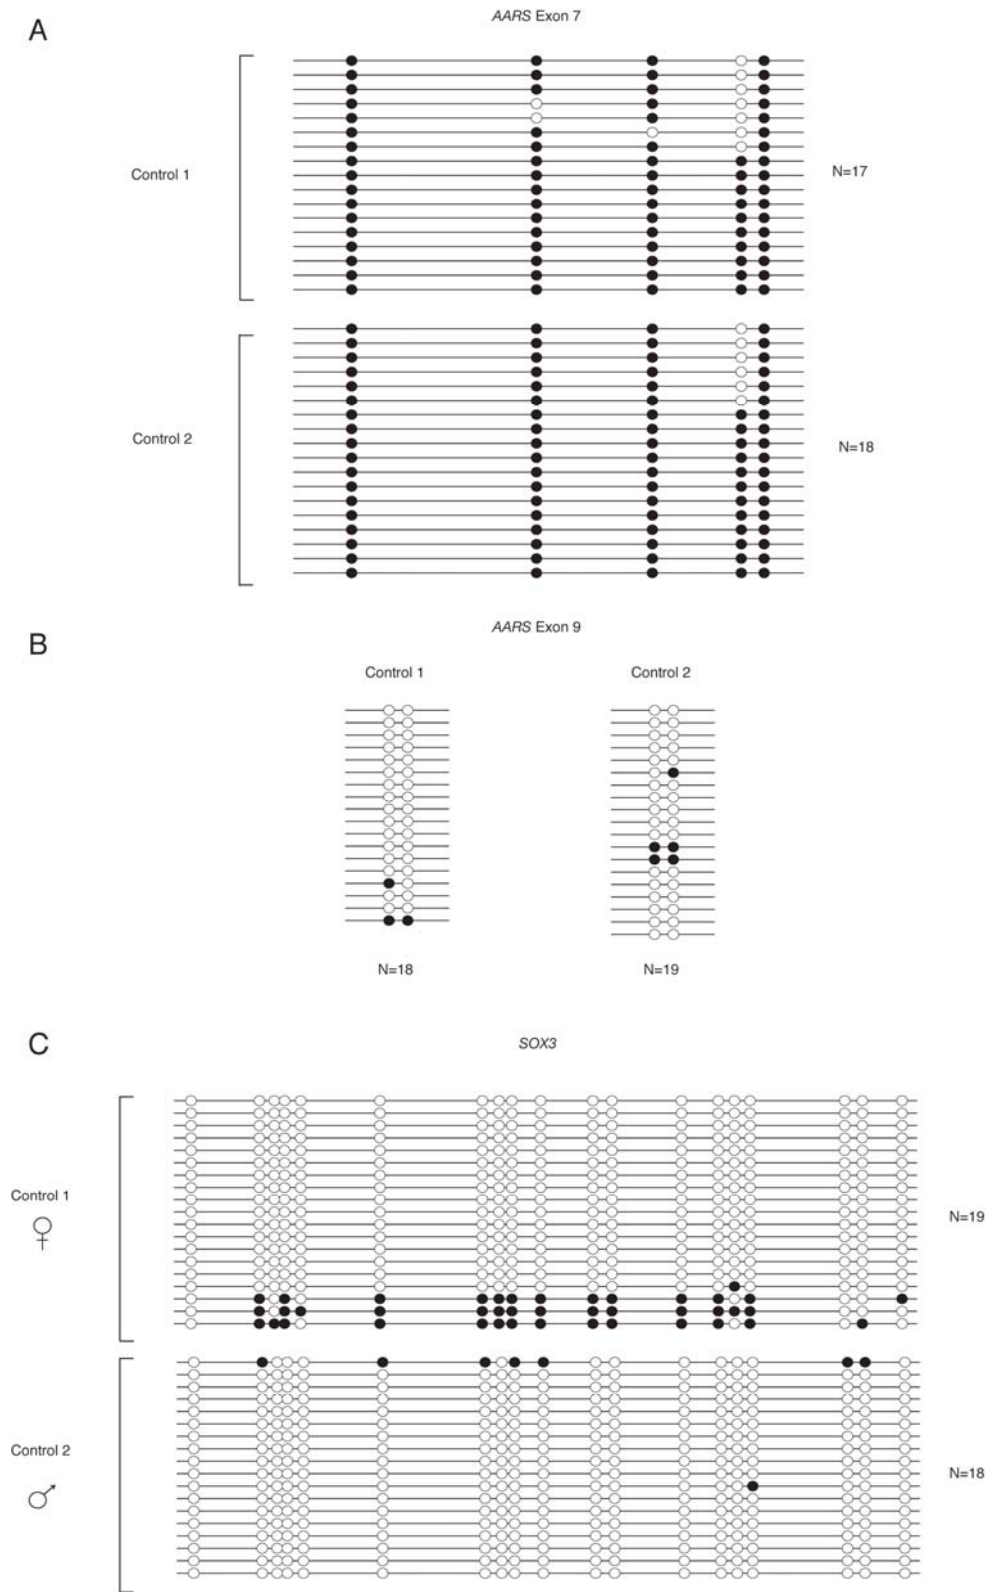 A
AARS Exon 7
Control 1
N=17
Control 2
N=18
B
AARS Exon 9
Control 1
Control 2
N=18
N=19
C
SOX3
Control 1
♀
N=19
Control 2
♂
N=18